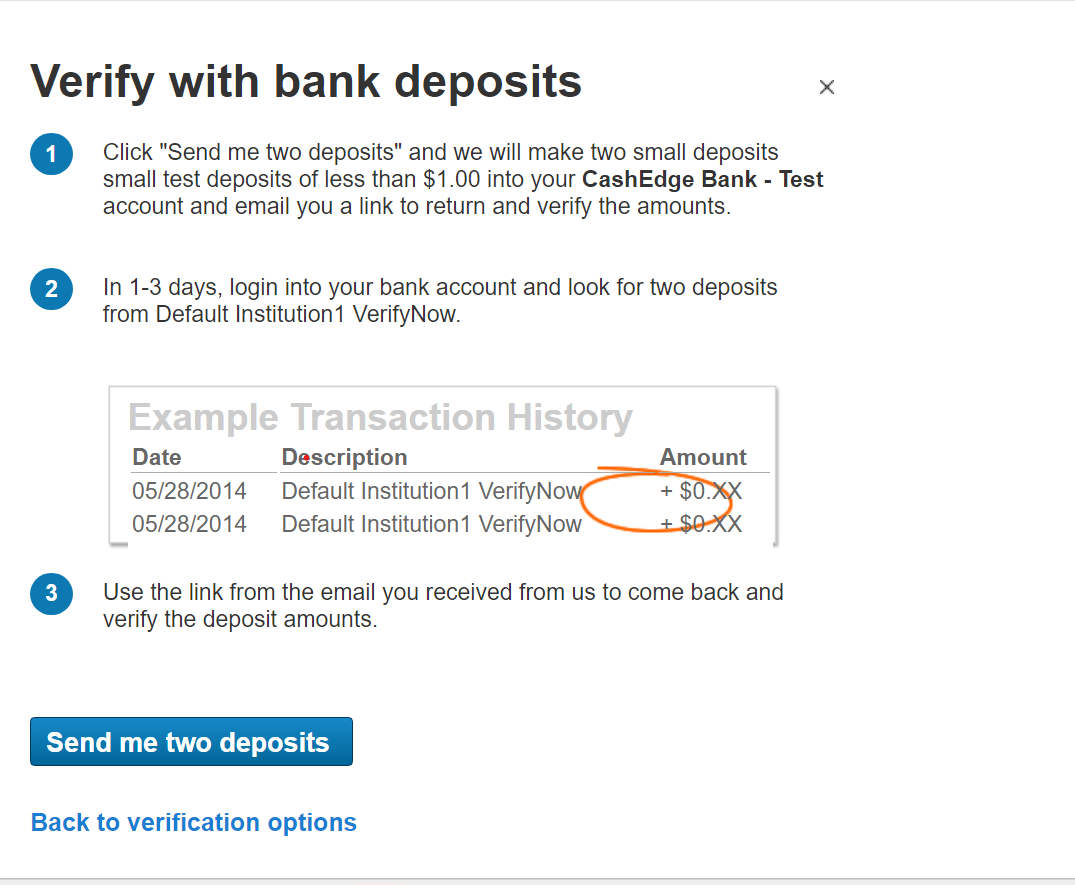 Verify with bank deposits
×
1
Click "Send me two deposits" and we will make two small deposits
small test deposits of less than $1.00 into your CashEdge Bank - Test
account and email you a link to return and verify the amounts.
2
In 1-3 days, login into your bank account and look for two deposits
from Default Institution1 VerifyNow.
Example Transaction History
Date Description Amount
05/28/2014 Default Institution1 VerifyNow + $0.XX
05/28/2014 Default Institution1 VerifyNow + $0.XX
3
Use the link from the email you received from us to come back and
verify the deposit amounts.
Send me two deposits
Back to verification options